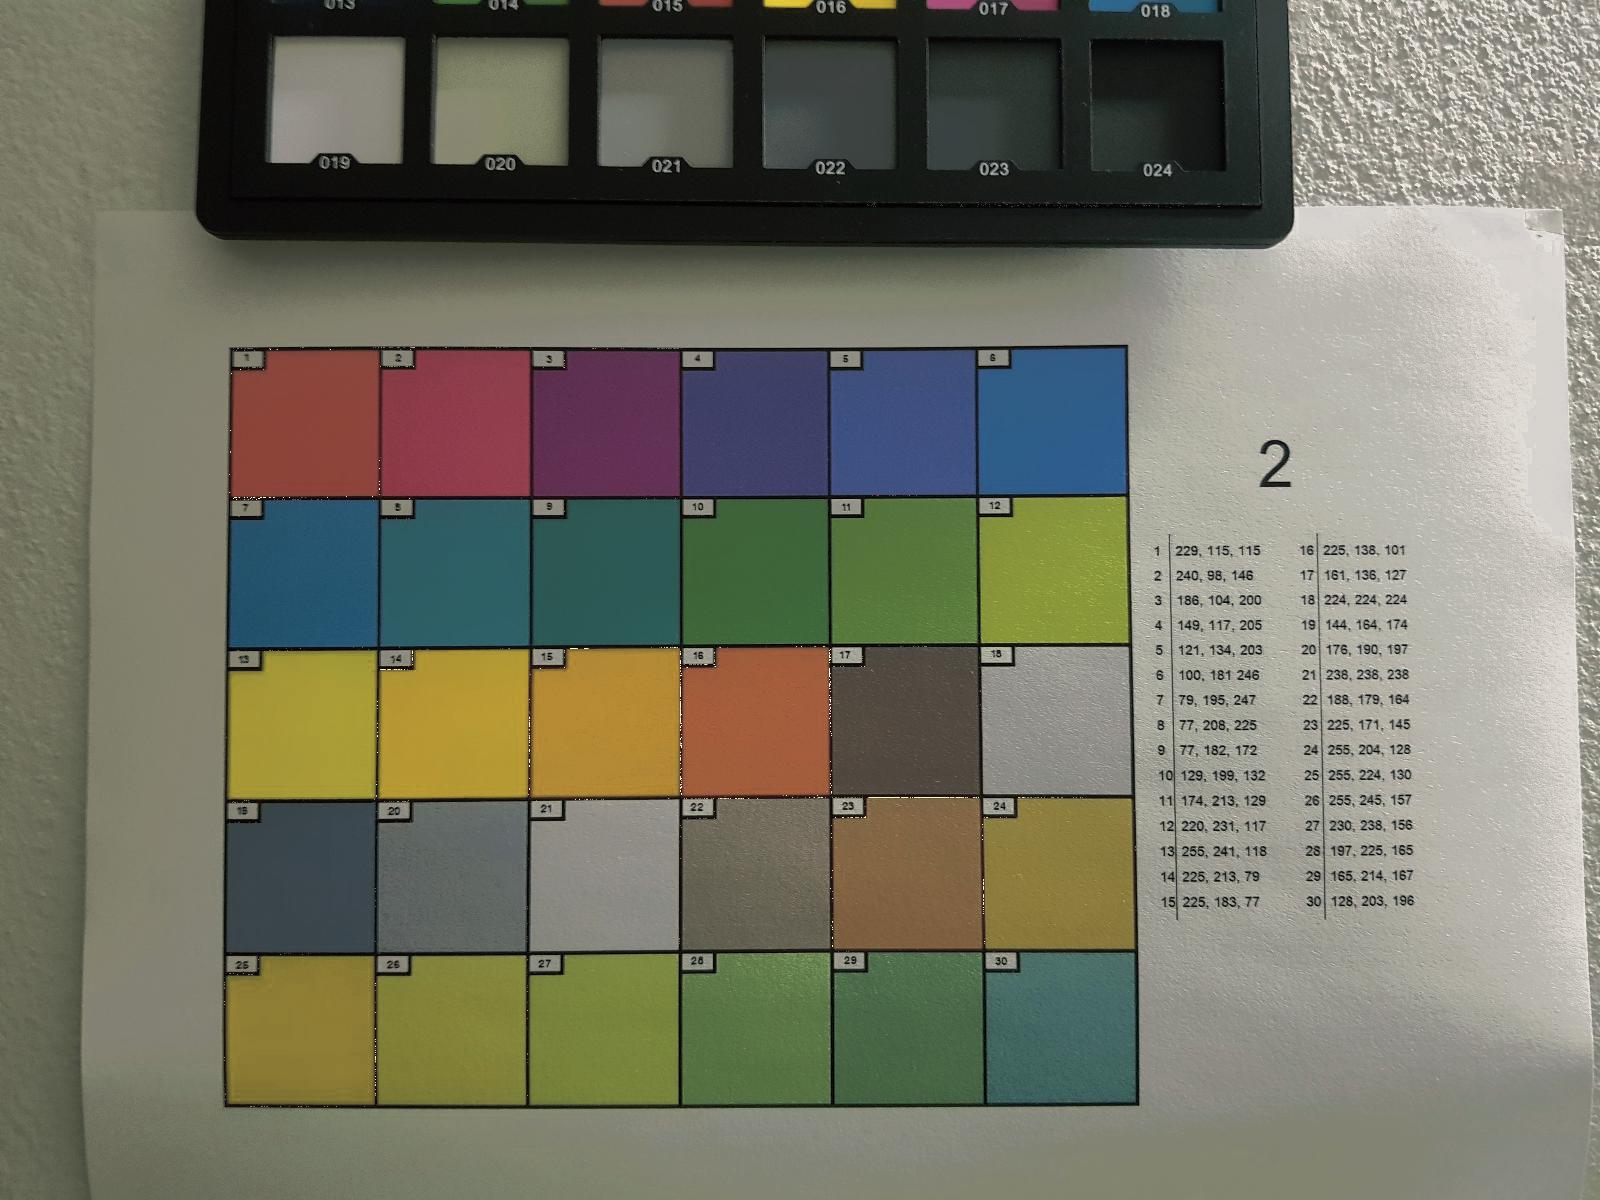 013 014 015 016 017 018
019 020 021 022 023 024
1 2 3 4 5 6
7 8 9 10 11 12
13 14 15 16 17 18
19 20 21 22 23 24
25 26 27 28 29 30
2
1 229, 115, 115
2 240, 98, 146
3 186, 104, 200
4 149, 117, 205
5 121, 134, 203
6 100, 181 246
7 79, 195, 247
8 77, 208, 225
9 77, 182, 172
10 129, 199, 132
11 174, 213, 129
12 220, 231, 117
13 255, 241, 118
14 225, 213, 79
15 225, 183, 77
16 225, 138, 101
17 161, 136, 127
18 224, 224, 224
19 144, 164, 174
20 176, 190, 197
21 238, 238, 238
22 188, 179, 164
23 225, 171, 145
24 255, 204, 128
25 255, 224, 130
26 255, 245, 157
27 230, 238, 156
28 197, 225, 165
29 165, 214, 167
30 128, 203, 196